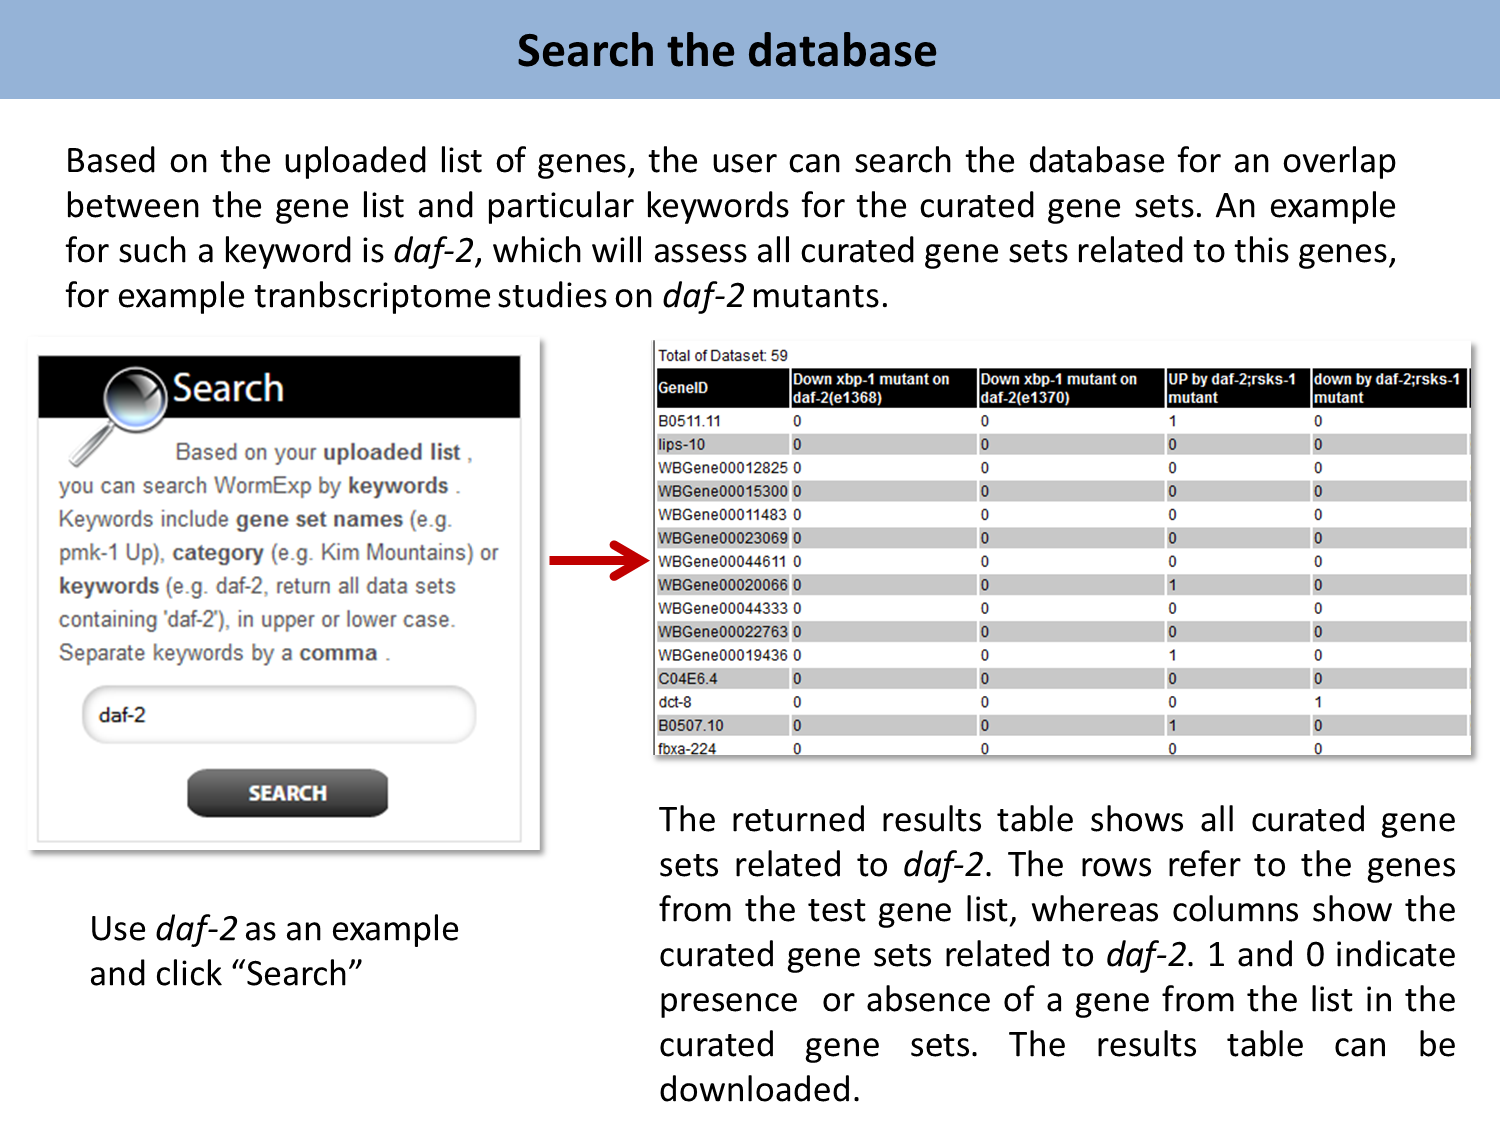 Search the database
Based on the uploaded list of genes, the user can search the database for an overlap
between the gene list and particular keywords for the curated gene sets. An example
for such a keyword is daf-2, which will assess all curated gene sets related to this genes,
for example tranbscriptome studies on daf-2 mutants.
Search
Based on your uploaded list ,
you can search WormExp by keywords .
Keywords include gene set names (e.g.
pmk-1 Up), category (e.g. Kim Mountains) or
keywords (e.g. daf-2, return all data sets
containing 'daf-2'), in upper or lower case.
Separate keywords by a comma .
daf-2
SEARCH
Use daf-2 as an example
and click “Search”
Total of Dataset: 59
GeneID Down xbp-1 mutant on daf-2(e1368) Down xbp-1 mutant on daf-2(e1370) UP by daf-2;rsks-1 mutant down by daf-2;rsks-1 mutant
B0511.11 0 0 1 0
lips-10 0 0 0 0
WBGene00012825 0 0 0 0
WBGene00015300 0 0 0 0
WBGene00011483 0 0 0 0
WBGene00023069 0 0 0 0
WBGene00044611 0 0 0 0
WBGene00020066 0 0 1 0
WBGene00044333 0 0 0 0
WBGene00022763 0 0 0 0
WBGene00019436 0 0 1 0
C04E6.4 0 0 0 0
dct-8 0 0 0 1
B0507.10 0 0 1 0
fbxa-224 0 0 0 0
The returned results table shows all curated gene
sets related to daf-2. The rows refer to the genes
from the test gene list, whereas columns show the
curated gene sets related to daf-2. 1 and 0 indicate
presence or absence of a gene from the list in the
curated gene sets. The results table can be
downloaded.